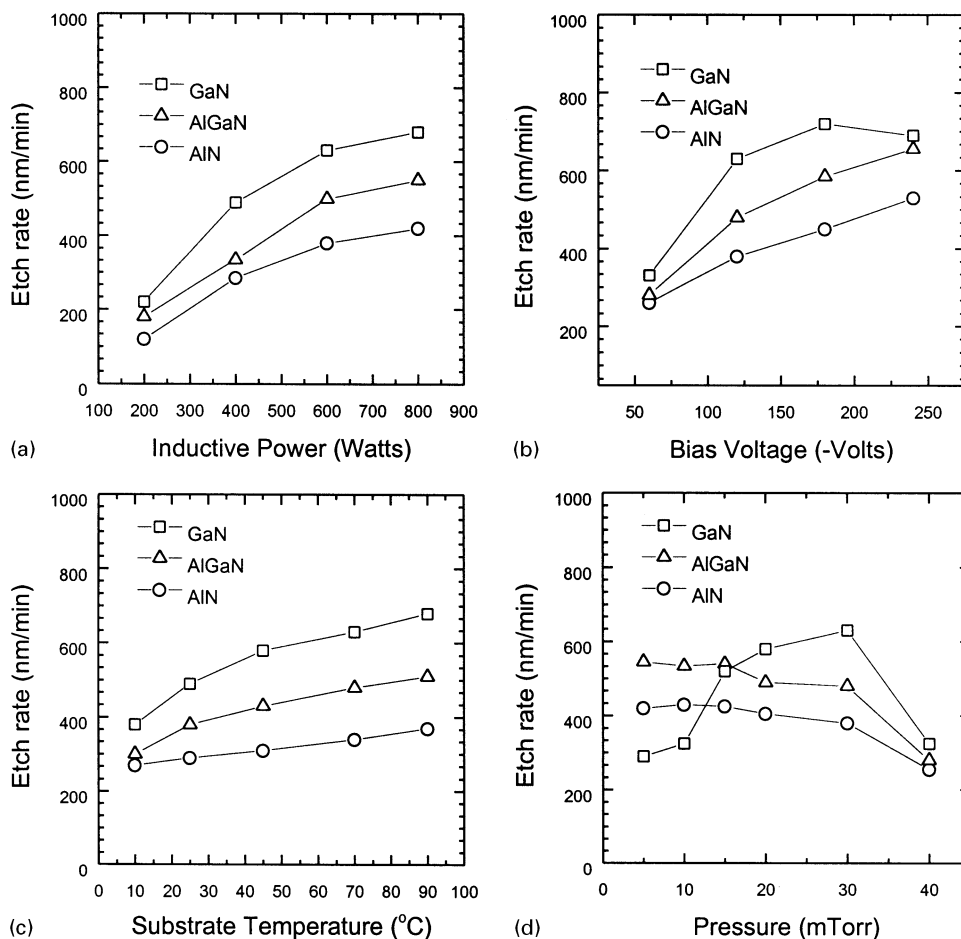 1000
800
600
400
200
0
Etch rate (nm/min)
GaN
AlGaN
AlN
100 200 300 400 500 600 700 800 900
(a) Inductive Power (Watts)
1000
800
600
400
200
Etch rate (nm/min)
GaN
AlGaN
AlN
50 100 150 200 250
(b) Bias Voltage (-Volts)
1000
800
600
400
200
0
Etch rate (nm/min)
GaN
AlGaN
AlN
0 10 20 30 40 50 60 70 80 90 100
(c) Substrate Temperature (°C)
1000
800
600
400
200
0
Etch rate (nm/min)
GaN
AlGaN
AlN
0 10 20 30 40
(d) Pressure (mTorr)